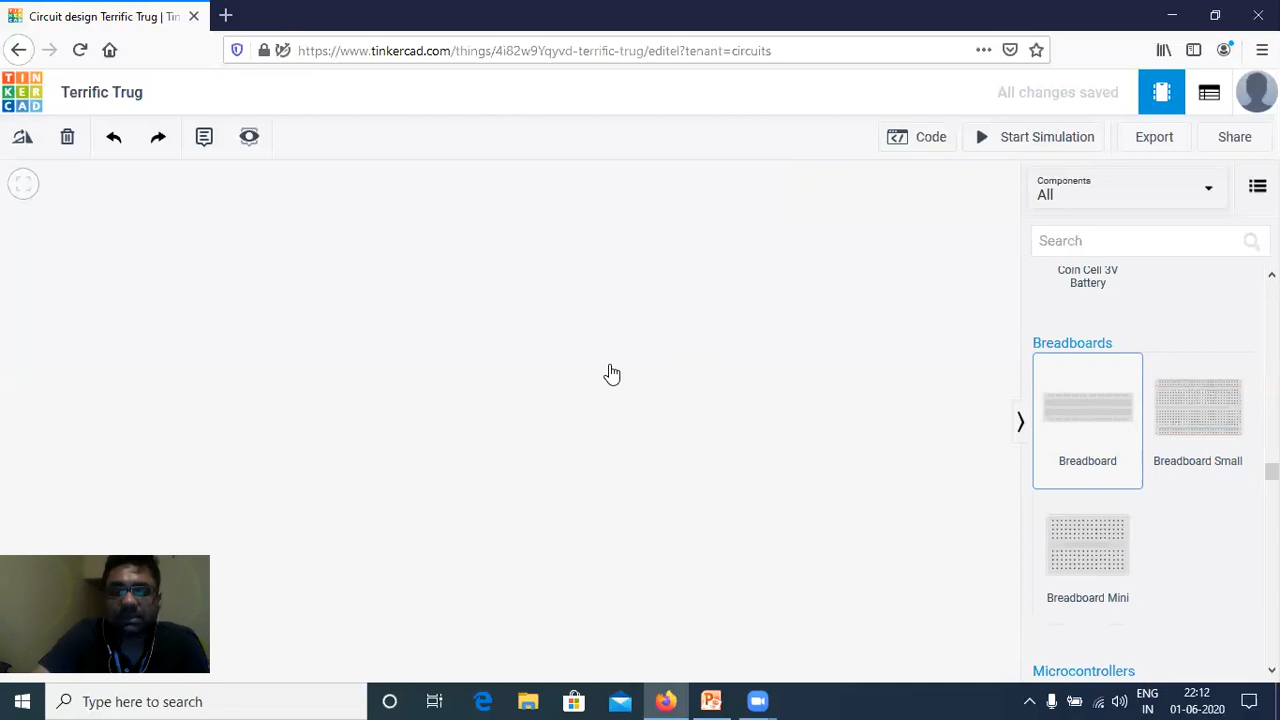 Circuit design Terrific Trug | Tin
https://www.tinkercad.com/things/4i82w9Yqyvd-terrific-trug/editel?tenant=circuits
TIN
KER
CAD
Terrific Trug
All changes saved
Code
Start Simulation
Export
Share
Components
All
Search
Coin Cell 3V
Battery
Breadboards
Breadboard
Breadboard Small
Breadboard Mini
Microcontrollers
Type here to search
ENG
IN
22:12
01-06-2020